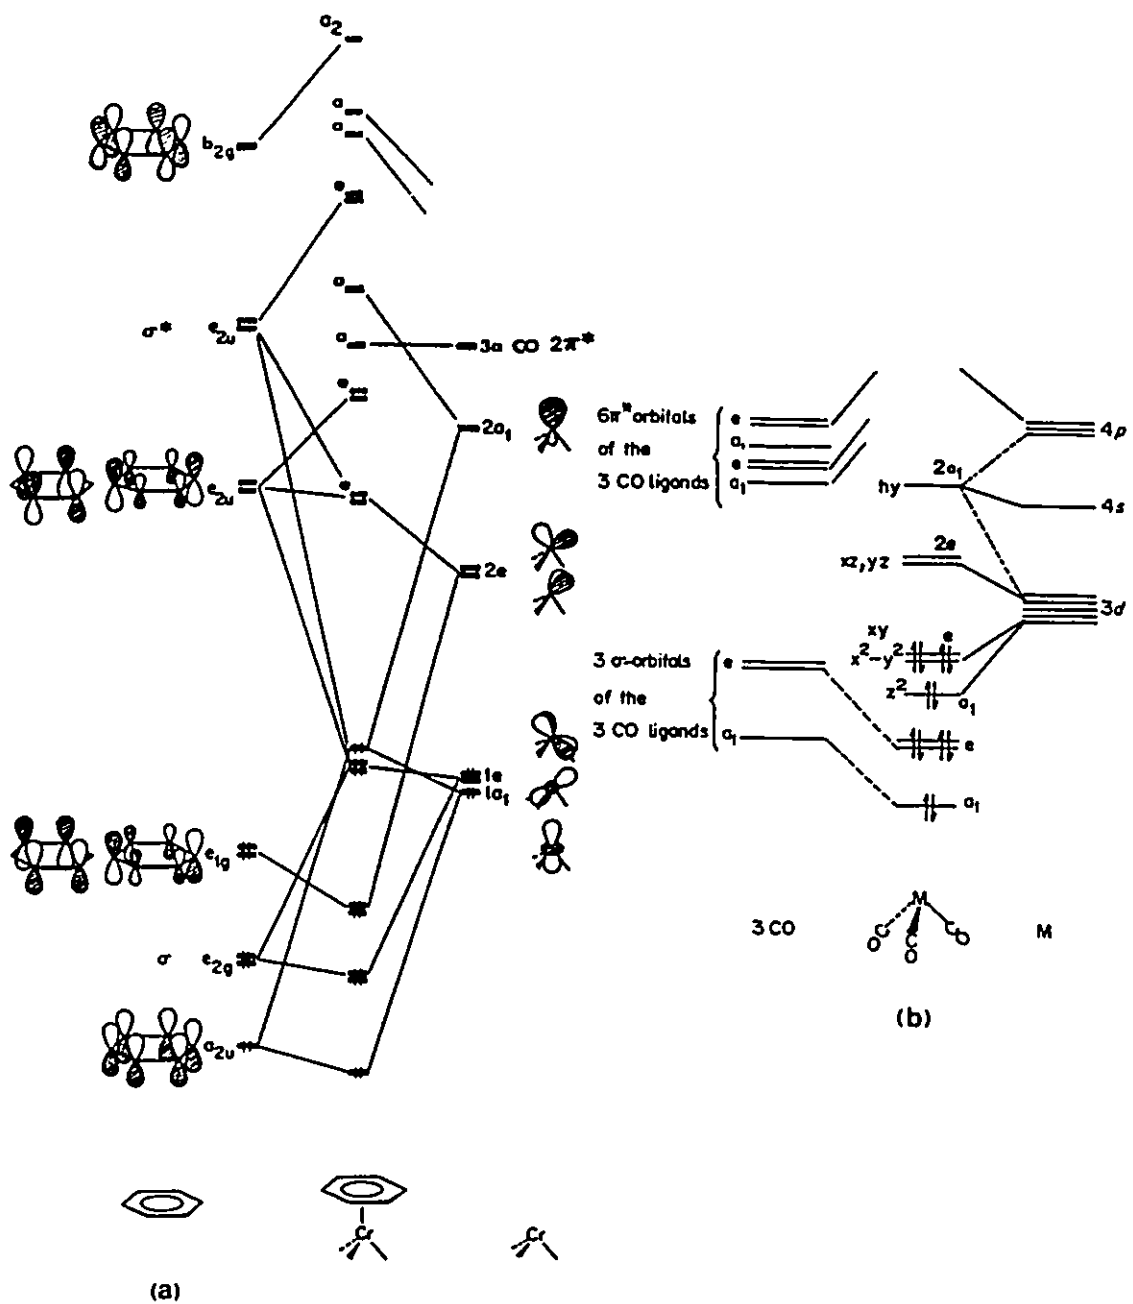 a2
a
a
b2g
e
a
σ* e2u
a 3a CO 2π*
e
2a1
e2u
e
2e
1e
1a1
e1g
σ e2g
a2u
Cr
Cr
(a)
6π* orbitals
of the
3 CO ligands
e
a1
e
a1
4p
2a1
hy
4s
2e
xz, yz
3d
xy e
x²–y²
z²
a1
3 σ-orbitals
of the
3 CO ligands
e
a1
e
a1
3 CO
M
C O
C O
C O
M
(b)